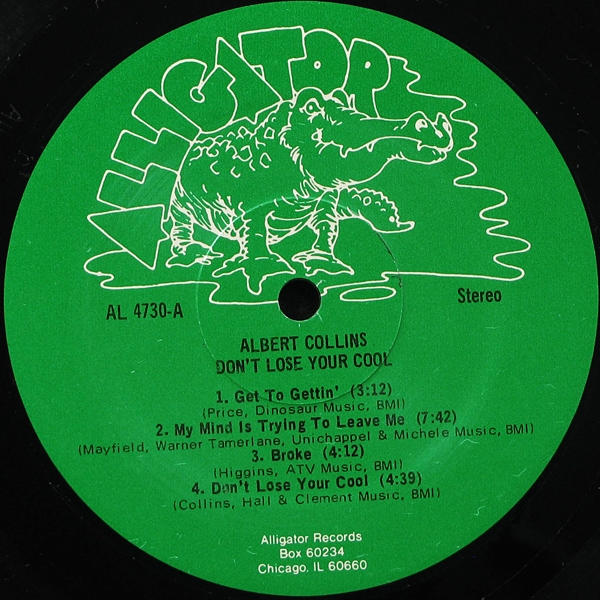 ALLIGATOR
AL 4730-A
Stereo
ALBERT COLLINS
DON'T LOSE YOUR COOL
1. Get To Gettin' (3:12)
(Price, Dinosaur Music, BMI)
2. My Mind Is Trying To Leave Me (7:42)
(Mayfield, Warner Tamerlane, Unichappel & Michele Music, BMI)
3. Broke (4:12)
(Higgins, ATV Music, BMI)
4. Don't Lose Your Cool (4:39)
(Collins, Hall & Clement Music, BMI)
Alligator Records
Box 60234
Chicago, IL 60660